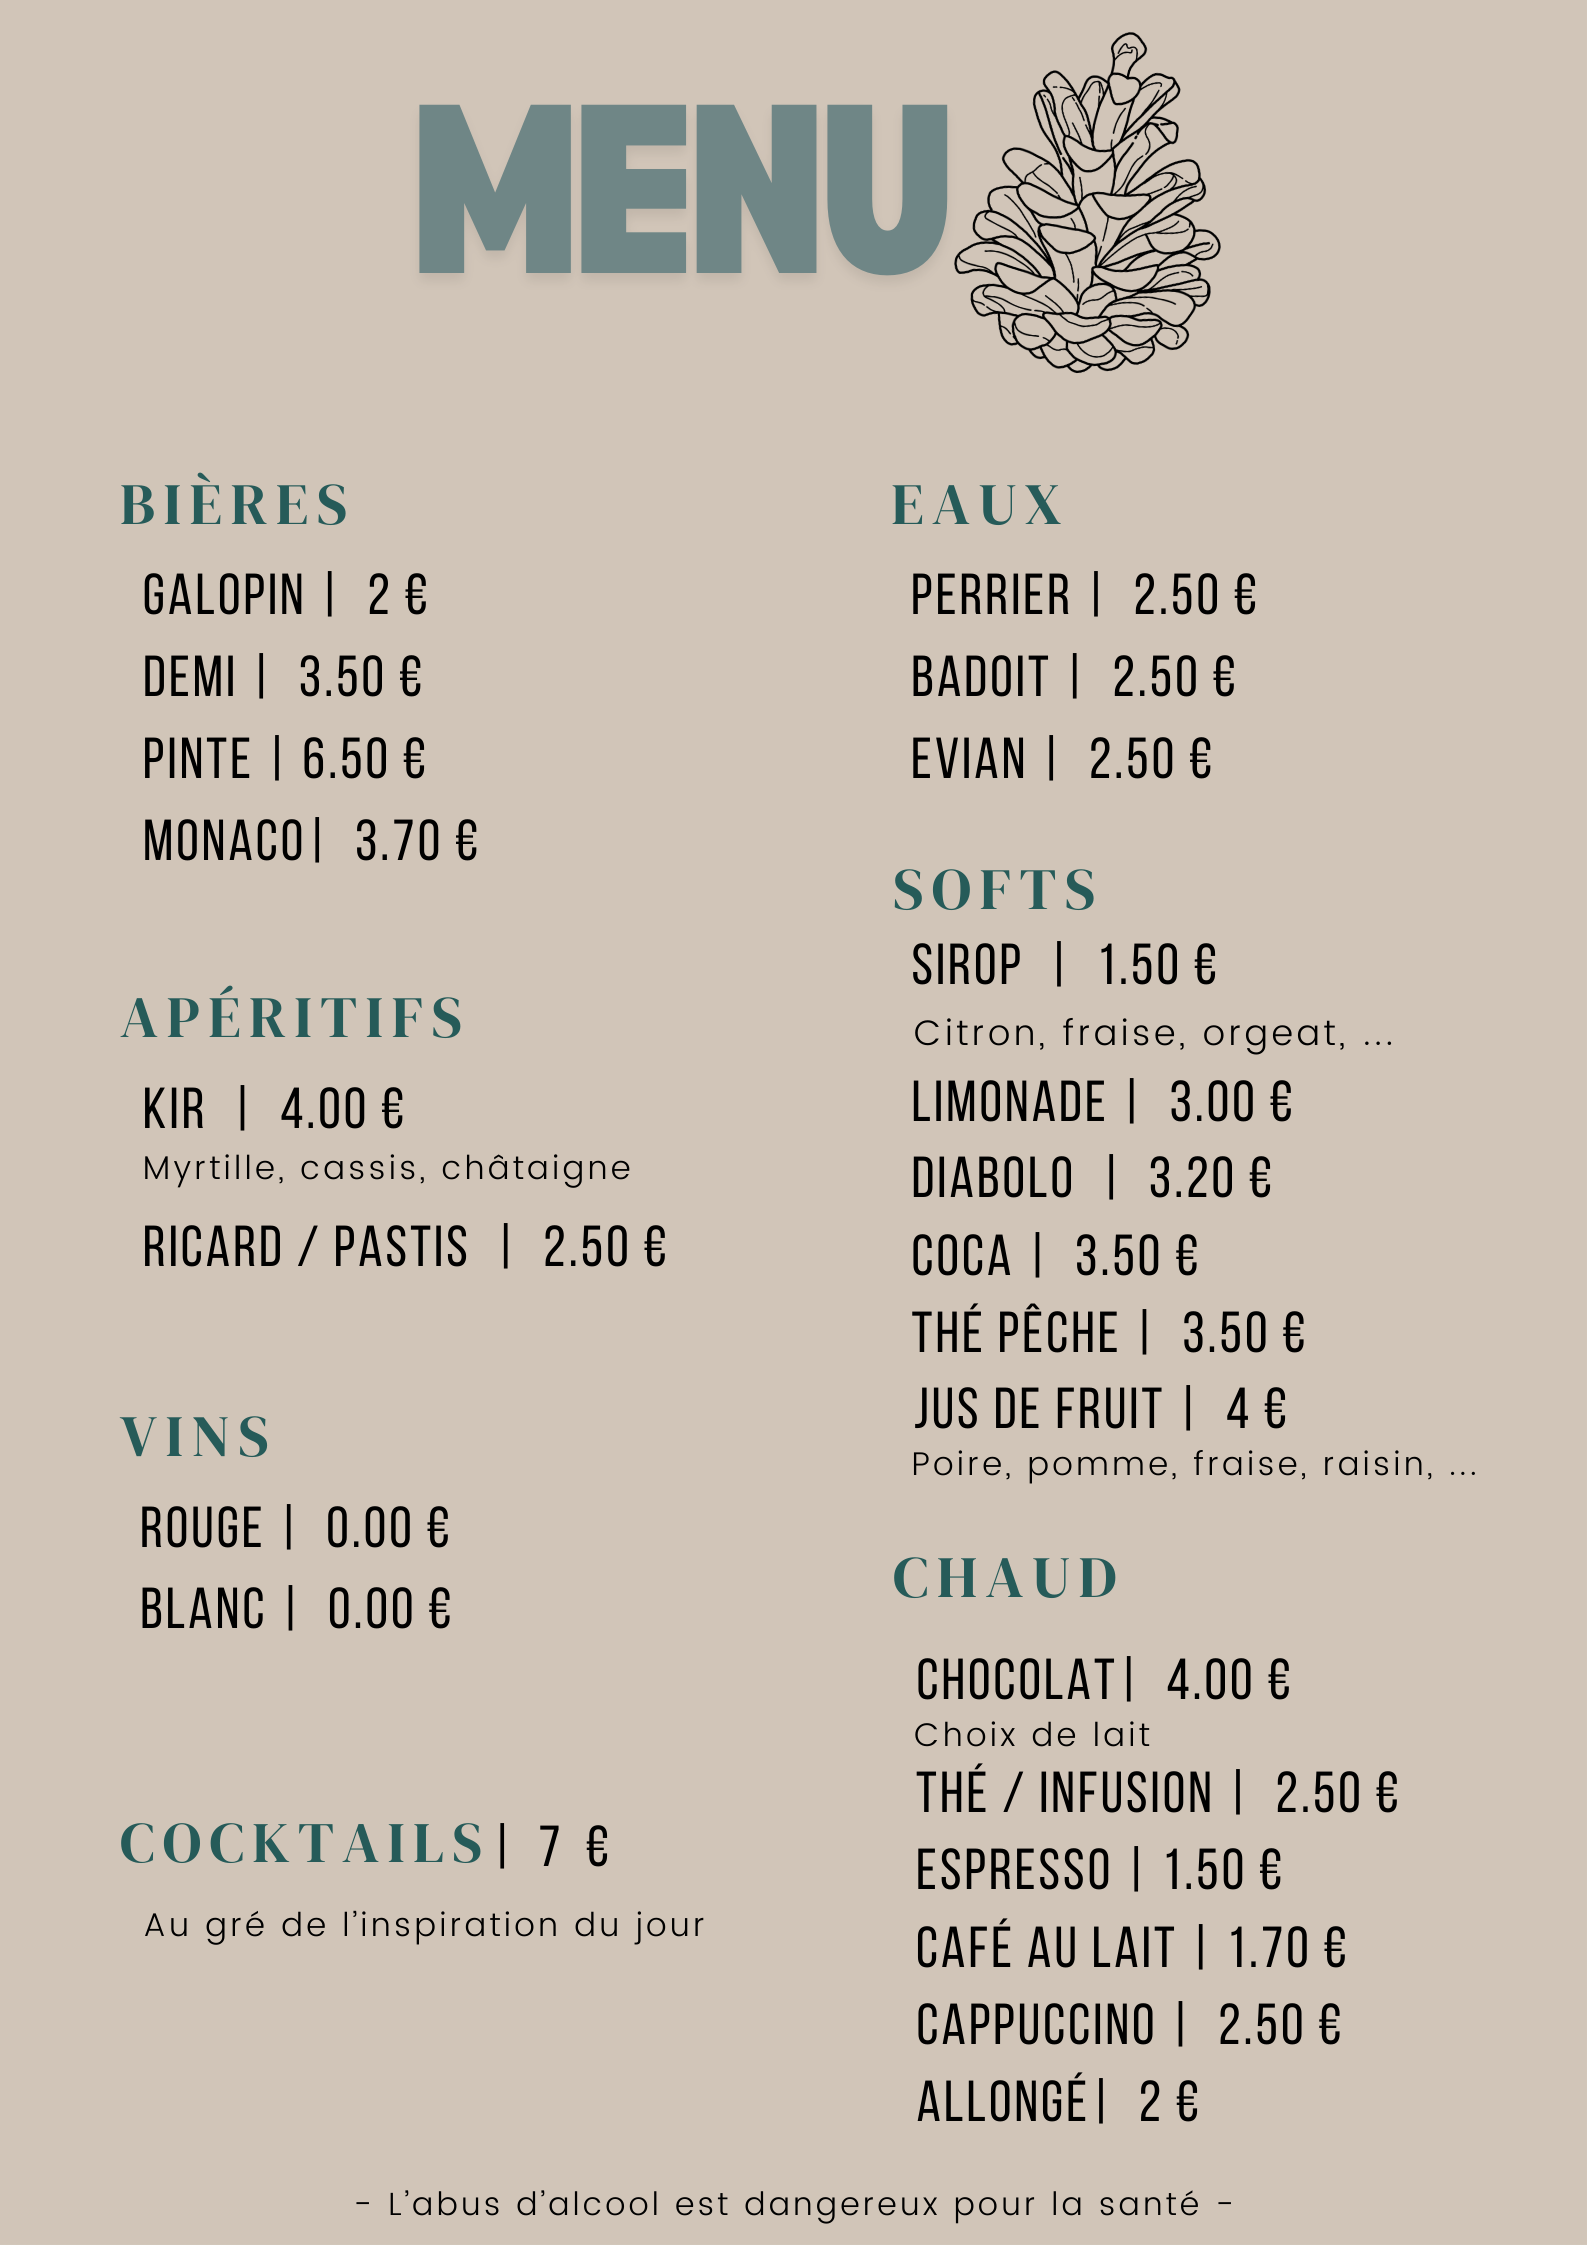 MENU
BIÈRES
GALOPIN | 2 €
DEMI | 3.50 €
PINTE | 6.50 €
MONACO | 3.70 €
APÉRITIFS
KIR | 4.00 €
Myrtille, cassis, châtaigne
RICARD / PASTIS | 2.50 €
VINS
ROUGE | 0.00 €
BLANC | 0.00 €
COCKTAILS | 7 €
Au gré de l'inspiration du jour
EAUX
PERRIER | 2.50 €
BADOIT | 2.50 €
EVIAN | 2.50 €
SOFTS
SIROP | 1.50 €
Citron, fraise, orgeat, ...
LIMONADE | 3.00 €
DIABOLO | 3.20 €
COCA | 3.50 €
THÉ PÊCHE | 3.50 €
JUS DE FRUIT | 4 €
Poire, pomme, fraise, raisin, ...
CHAUD
CHOCOLAT | 4.00 €
Choix de lait
THÉ / INFUSION | 2.50 €
ESPRESSO | 1.50 €
CAFÉ AU LAIT | 1.70 €
CAPPUCCINO | 2.50 €
ALLONGÉ | 2 €
- L'abus d'alcool est dangereux pour la santé -